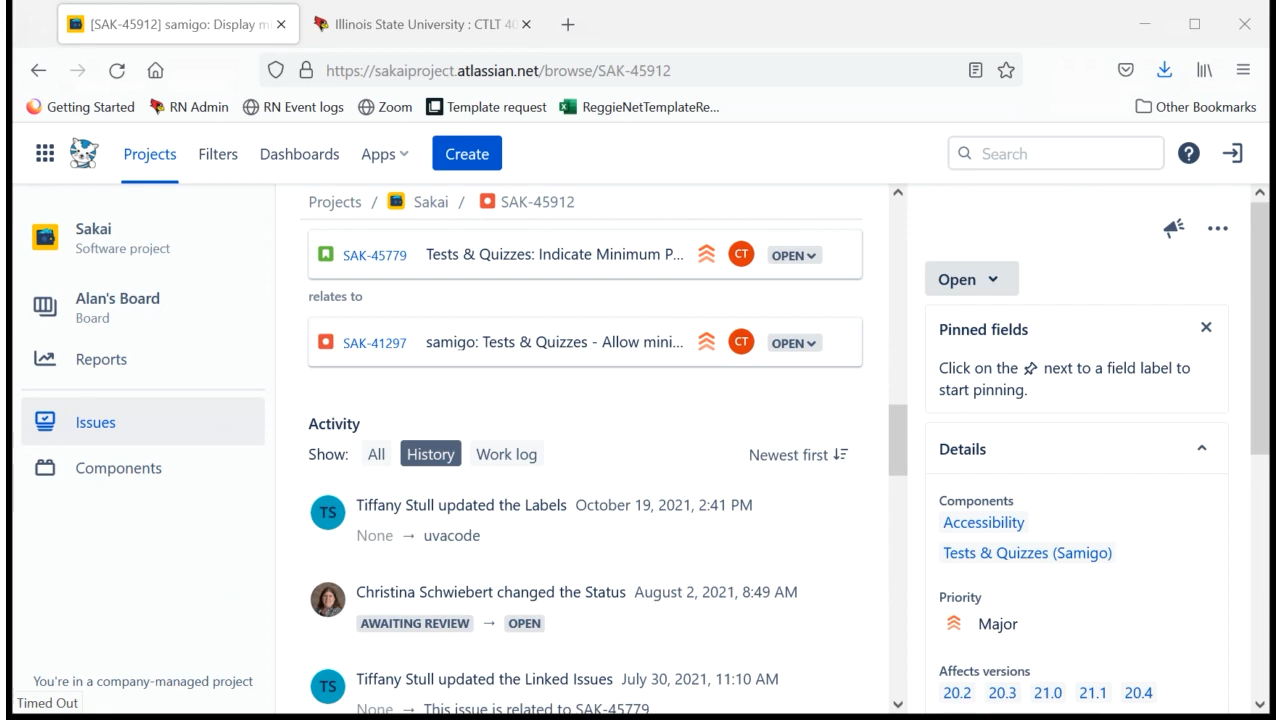 [SAK-45912] samigo: Display m
Illinois State University : CTLT 40
https://sakaiproject.atlassian.net/browse/SAK-45912
Getting Started RN Admin RN Event logs Zoom Template request ReggieNetTemplateRe... Other Bookmarks
Projects Filters Dashboards Apps Create Search
Projects / Sakai / SAK-45912
Sakai
Software project
Alan's Board
Board
Reports
Issues
Components
You're in a company-managed project
Timed Out
SAK-45779 Tests & Quizzes: Indicate Minimum P... CT OPEN
relates to
SAK-41297 samigo: Tests & Quizzes - Allow mini... CT OPEN
Activity
Show: All History Work log Newest first
TS Tiffany Stull updated the Labels October 19, 2021, 2:41 PM
None → uvacode
Christina Schwiebert changed the Status August 2, 2021, 8:49 AM
AWAITING REVIEW → OPEN
TS Tiffany Stull updated the Linked Issues July 30, 2021, 11:10 AM
None → This issue is related to SAK-45779
Open
Pinned fields
Click on the next to a field label to
start pinning.
Details
Components
Accessibility
Tests & Quizzes (Samigo)
Priority
Major
Affects versions
20.2 20.3 21.0 21.1 20.4